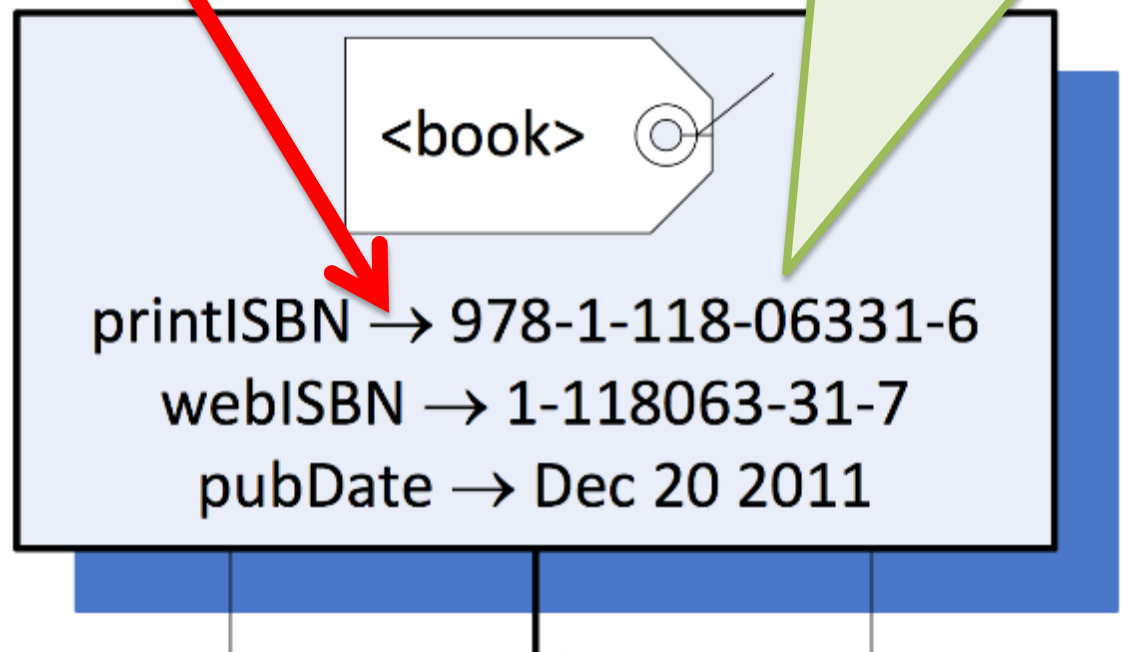 <book>
printISBN → 978-1-118-06331-6
webISBN → 1-118063-31-7
pubDate → Dec 20 2011